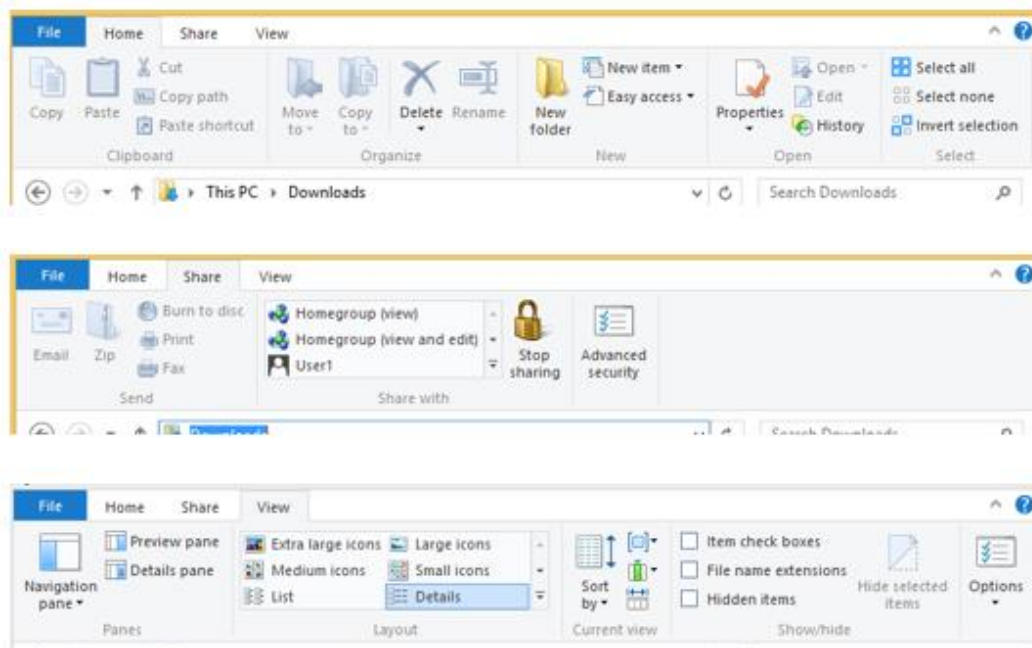 File Home Share View
Cut New item Open Select all
Copy path Easy access Edit Select none
Copy Paste Paste shortcut Move to Copy to Delete Rename New folder Properties History Invert selection
Clipboard Organize New Open Select
This PC Downloads Search Downloads
File Home Share View
Burn to disc Homegroup (view)
Print Homegroup (view and edit)
Email Zip Fax User1 Stop sharing Advanced security
Send Share with
Downloads Search Downloads
File Home Share View
Preview pane Extra large icons Large icons Item check boxes
Details pane Medium icons Small icons File name extensions
Navigation pane List Details Sort by Hidden items Hide selected items Options
Panes Layout Current view Show/hide